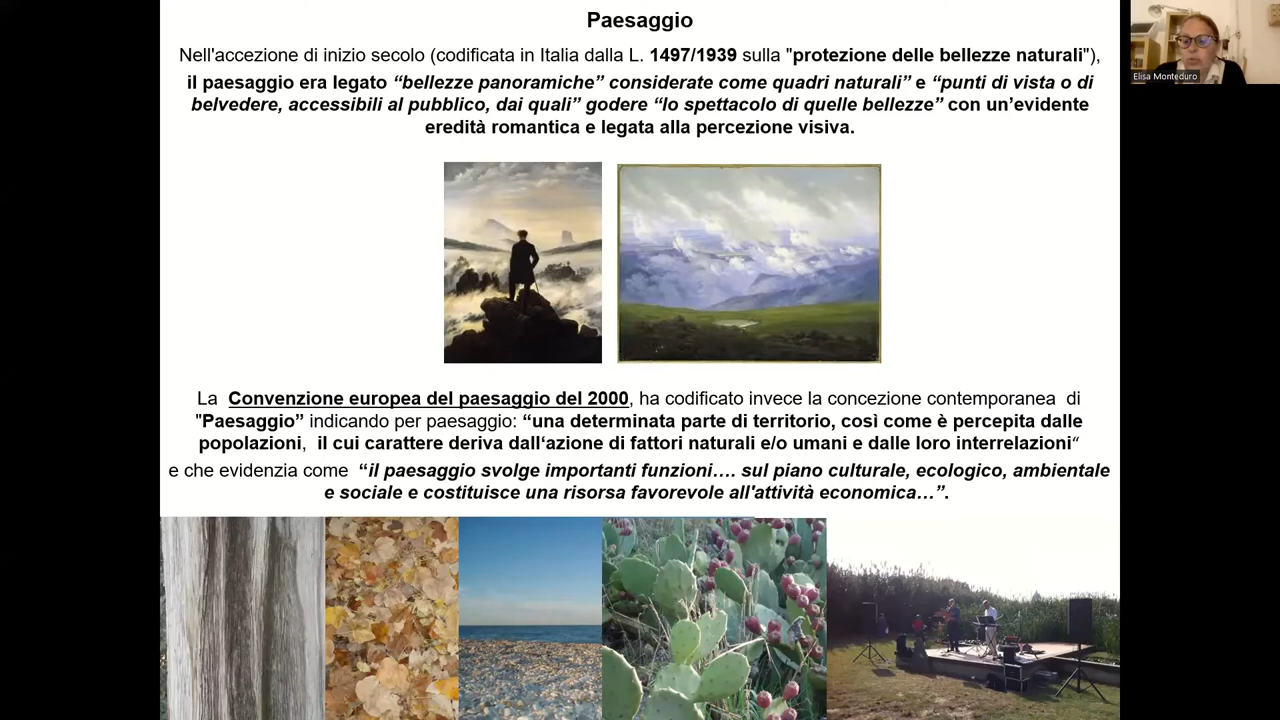 Paesaggio
Nell'accezione di inizio secolo (codificata in Italia dalla L. 1497/1939 sulla "protezione delle bellezze naturali"),
il paesaggio era legato “bellezze panoramiche” considerate come quadri naturali” e “punti di vista o di
belvedere, accessibili al pubblico, dai quali” godere “lo spettacolo di quelle bellezze” con un’evidente
eredità romantica e legata alla percezione visiva.
La Convenzione europea del paesaggio del 2000, ha codificato invece la concezione contemporanea di
"Paesaggio” indicando per paesaggio: “una determinata parte di territorio, così come è percepita dalle
popolazioni, il cui carattere deriva dall‘azione di fattori naturali e/o umani e dalle loro interrelazioni“
e che evidenzia come “il paesaggio svolge importanti funzioni…. sul piano culturale, ecologico, ambientale
e sociale e costituisce una risorsa favorevole all'attività economica…”.
Elisa Monteduro